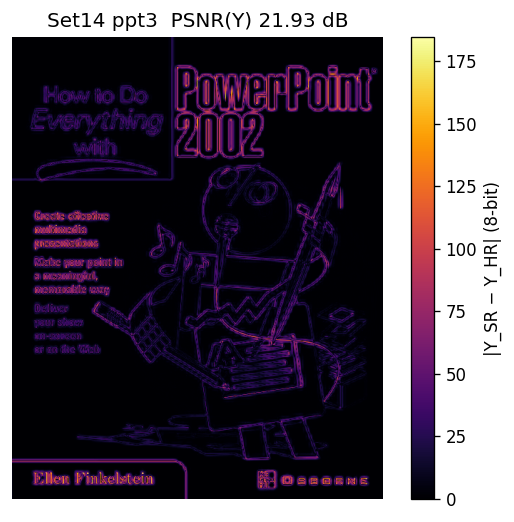 Set14 ppt3  PSNR(Y) 21.93 dB
How to Do
Everything
with
PowerPoint
2002
Create effective
multimedia
presentations
Make your point in
a meaningful,
memorable way
Deliver
your show
on-screen
or on the Web
Ellen Finkelstein
OSBORNE
175
150
125
100
75
50
25
0
|Y_SR − Y_HR| (8-bit)